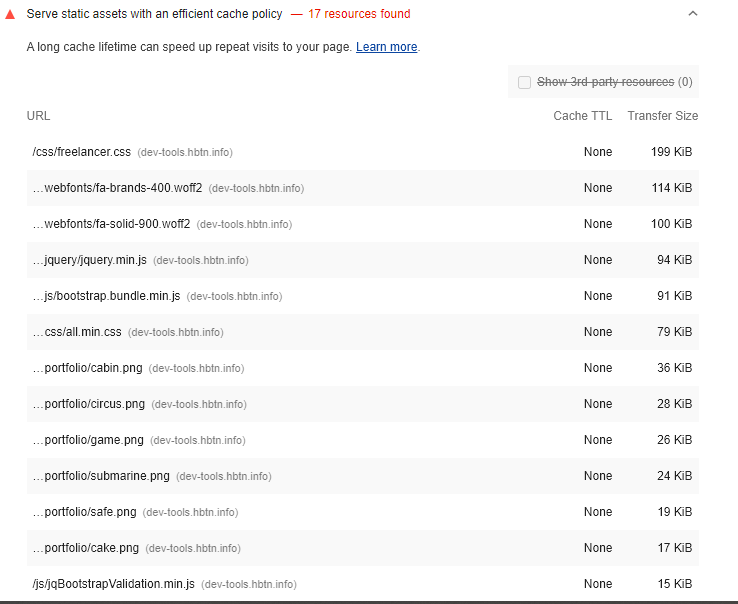 Serve static assets with an efficient cache policy — 17 resources found
A long cache lifetime can speed up repeat visits to your page. Learn more.
Show 3rd-party resources (0)
URL Cache TTL Transfer Size
/css/freelancer.css (dev-tools.hbtn.info) None 199 KiB
…webfonts/fa-brands-400.woff2 (dev-tools.hbtn.info) None 114 KiB
…webfonts/fa-solid-900.woff2 (dev-tools.hbtn.info) None 100 KiB
…jquery/jquery.min.js (dev-tools.hbtn.info) None 94 KiB
…js/bootstrap.bundle.min.js (dev-tools.hbtn.info) None 91 KiB
…css/all.min.css (dev-tools.hbtn.info) None 79 KiB
…portfolio/cabin.png (dev-tools.hbtn.info) None 36 KiB
…portfolio/circus.png (dev-tools.hbtn.info) None 28 KiB
…portfolio/game.png (dev-tools.hbtn.info) None 26 KiB
…portfolio/submarine.png (dev-tools.hbtn.info) None 24 KiB
…portfolio/safe.png (dev-tools.hbtn.info) None 19 KiB
…portfolio/cake.png (dev-tools.hbtn.info) None 17 KiB
/js/jqBootstrapValidation.min.js (dev-tools.hbtn.info) None 15 KiB